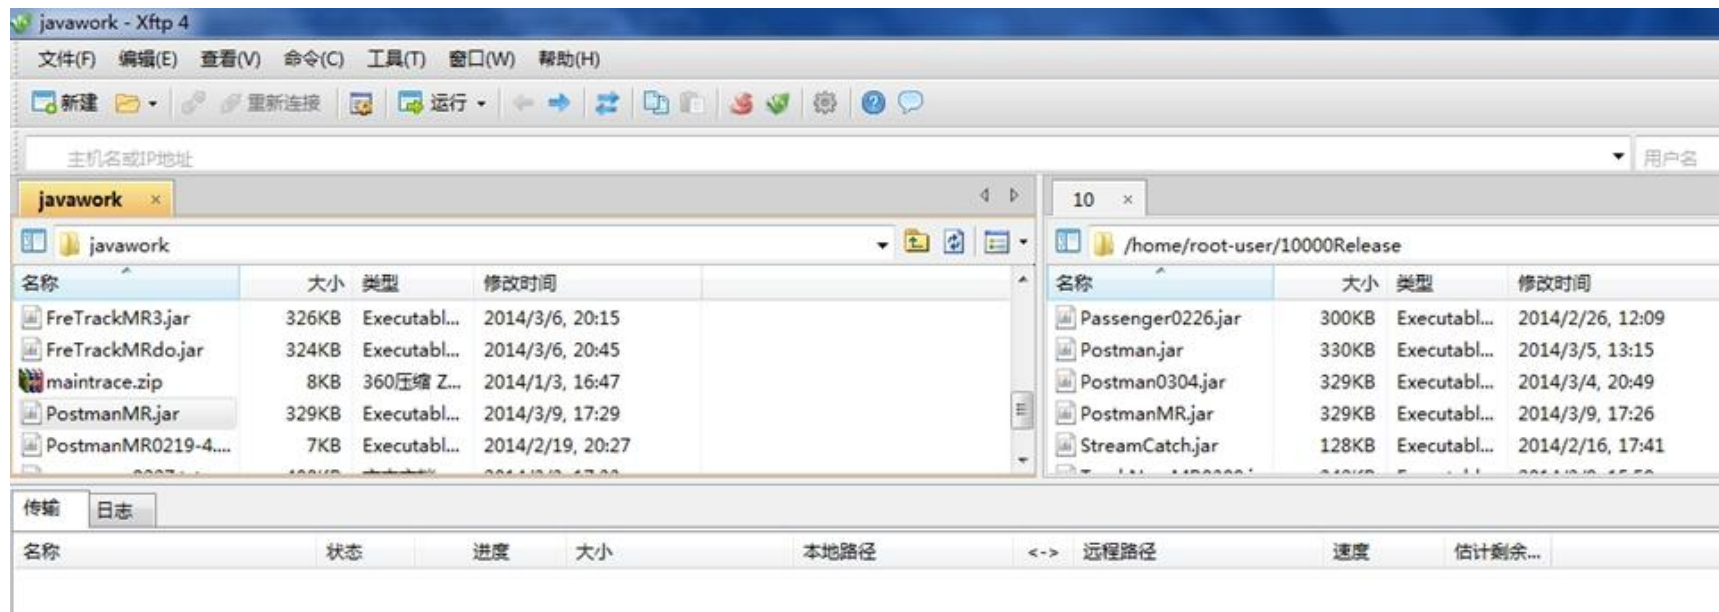 javawork - Xftp 4
文件(F) 编辑(E) 查看(V) 命令(C) 工具(T) 窗口(W) 帮助(H)
新建 重新连接 运行
主机名或IP地址 用户名
javawork × 10 ×
javawork /home/root-user/10000Release
名称 大小 类型 修改时间 名称 大小 类型 修改时间
FreTrackMR3.jar 326KB Executabl... 2014/3/6, 20:15 Passenger0226.jar 300KB Executabl... 2014/2/26, 12:09
FreTrackMRdo.jar 324KB Executabl... 2014/3/6, 20:45 Postman.jar 330KB Executabl... 2014/3/5, 13:15
maintrace.zip 8KB 360压缩 Z... 2014/1/3, 16:47 Postman0304.jar 329KB Executabl... 2014/3/4, 20:49
PostmanMR.jar 329KB Executabl... 2014/3/9, 17:29 PostmanMR.jar 329KB Executabl... 2014/3/9, 17:26
PostmanMR0219-4.... 7KB Executabl... 2014/2/19, 20:27 StreamCatch.jar 128KB Executabl... 2014/2/16, 17:41
传输 日志
名称 状态 进度 大小 本地路径 <-> 远程路径 速度 估计剩余...